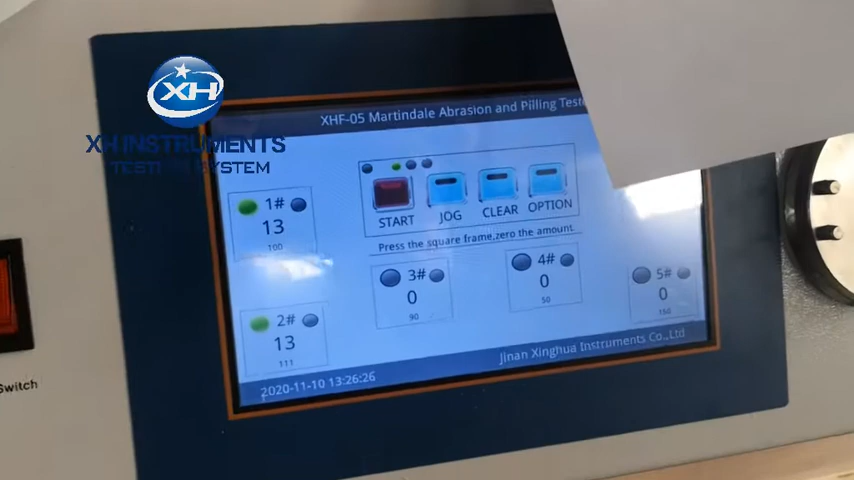 XH
XH INSTRUMENTS
TESTING SYSTEM
XHF-05 Martindale Abrasion and Pilling Teste
START
JOG
CLEAR
OPTION
Press the square frame,zero the amount.
1#
13
100
2#
13
111
3#
0
90
4#
0
50
5#
0
160
2020-11-10 13:26:26
Jinan Xinghua Instruments Co.,Ltd
Switch